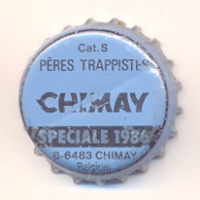 Cat.S
PÈRES TRAPPISTES
CHIMAY
SPECIALE 1986
B-6483 CHIMAY
Belgium